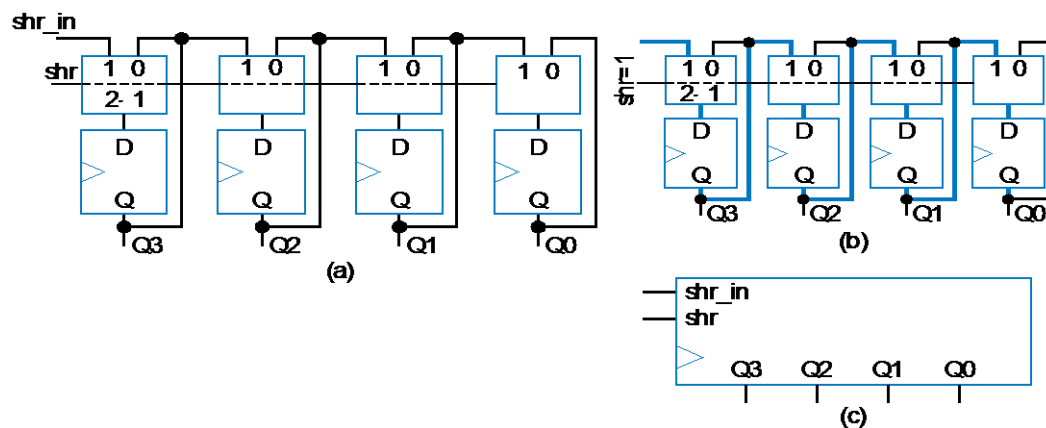 shr_in
1 0 1 0 1 0 1 0
shr
2- 1
D D D D
Q Q Q Q
Q3 Q2 Q1 Q0
(a)
1 0 1 0 1 0 1 0
shr=1
2- 1
D D D D
Q Q Q Q
Q3 Q2 Q1 Q0
(b)
shr_in
shr
Q3 Q2 Q1 Q0
(c)